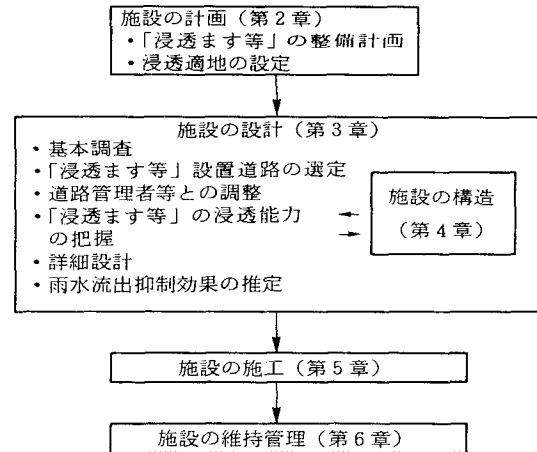 施設の計画（第２章）
・「浸透ます等」の整備計画
・浸透適地の設定
施設の設計（第３章）
・基本調査
・「浸透ます等」設置道路の選定
・道路管理者等との調整
・「浸透ます等」の浸透能力
の把握
・詳細設計
・雨水流出抑制効果の推定
施設の構造
（第４章）
施設の施工（第５章）
施設の維持管理（第６章）